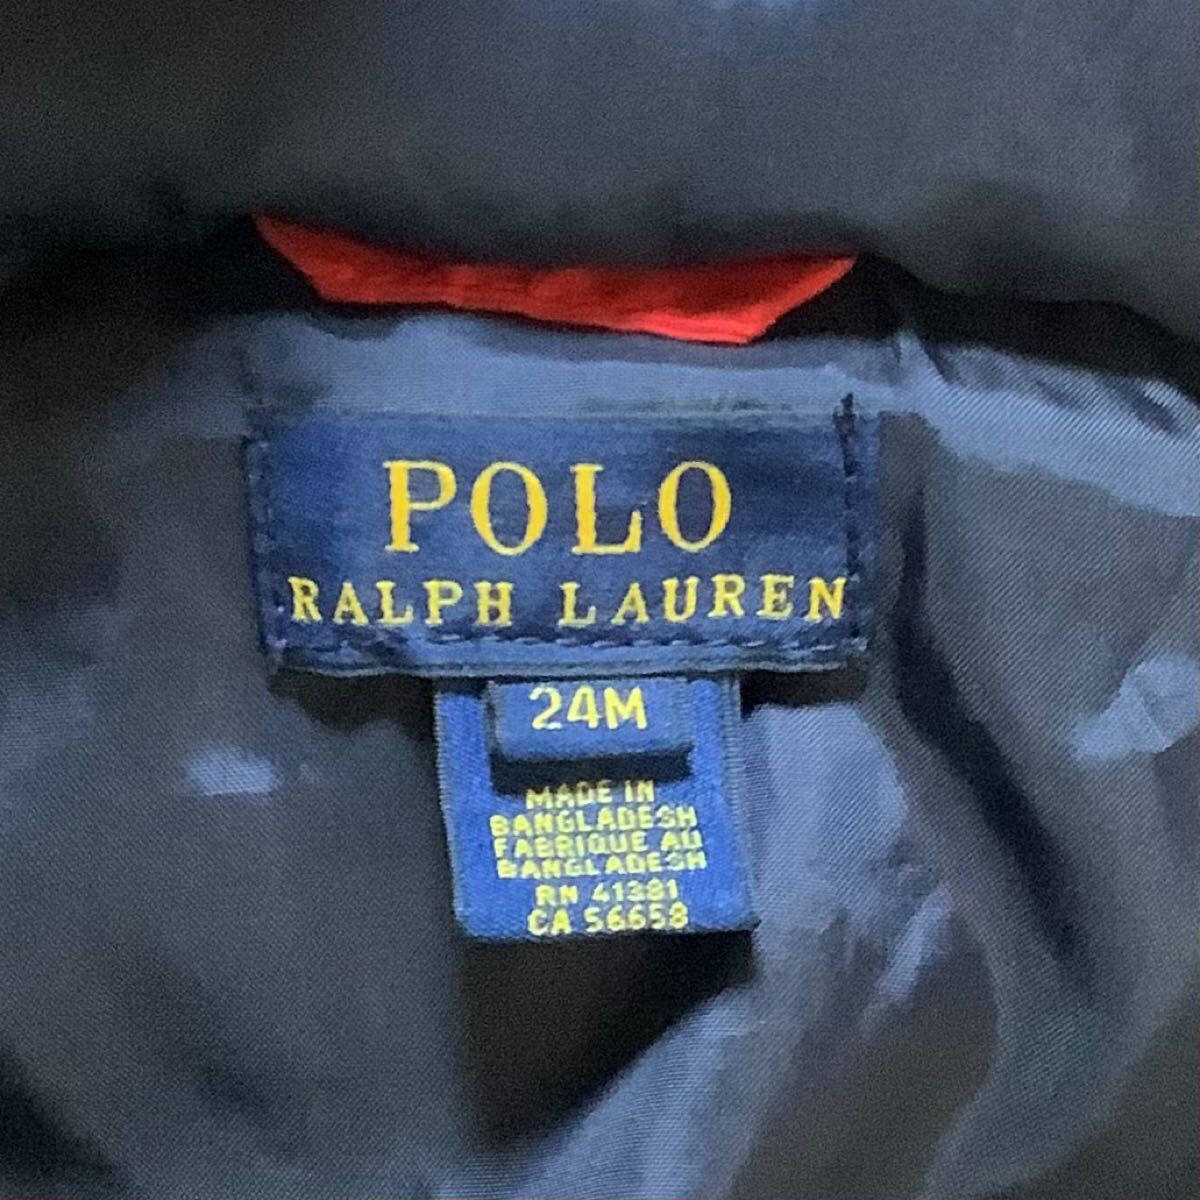 POLO
RALPH LAUREN
24M
MADE IN
BANGLADESH
FABRIQUE AU
BANGLADESH
RN 41381
CA 56658